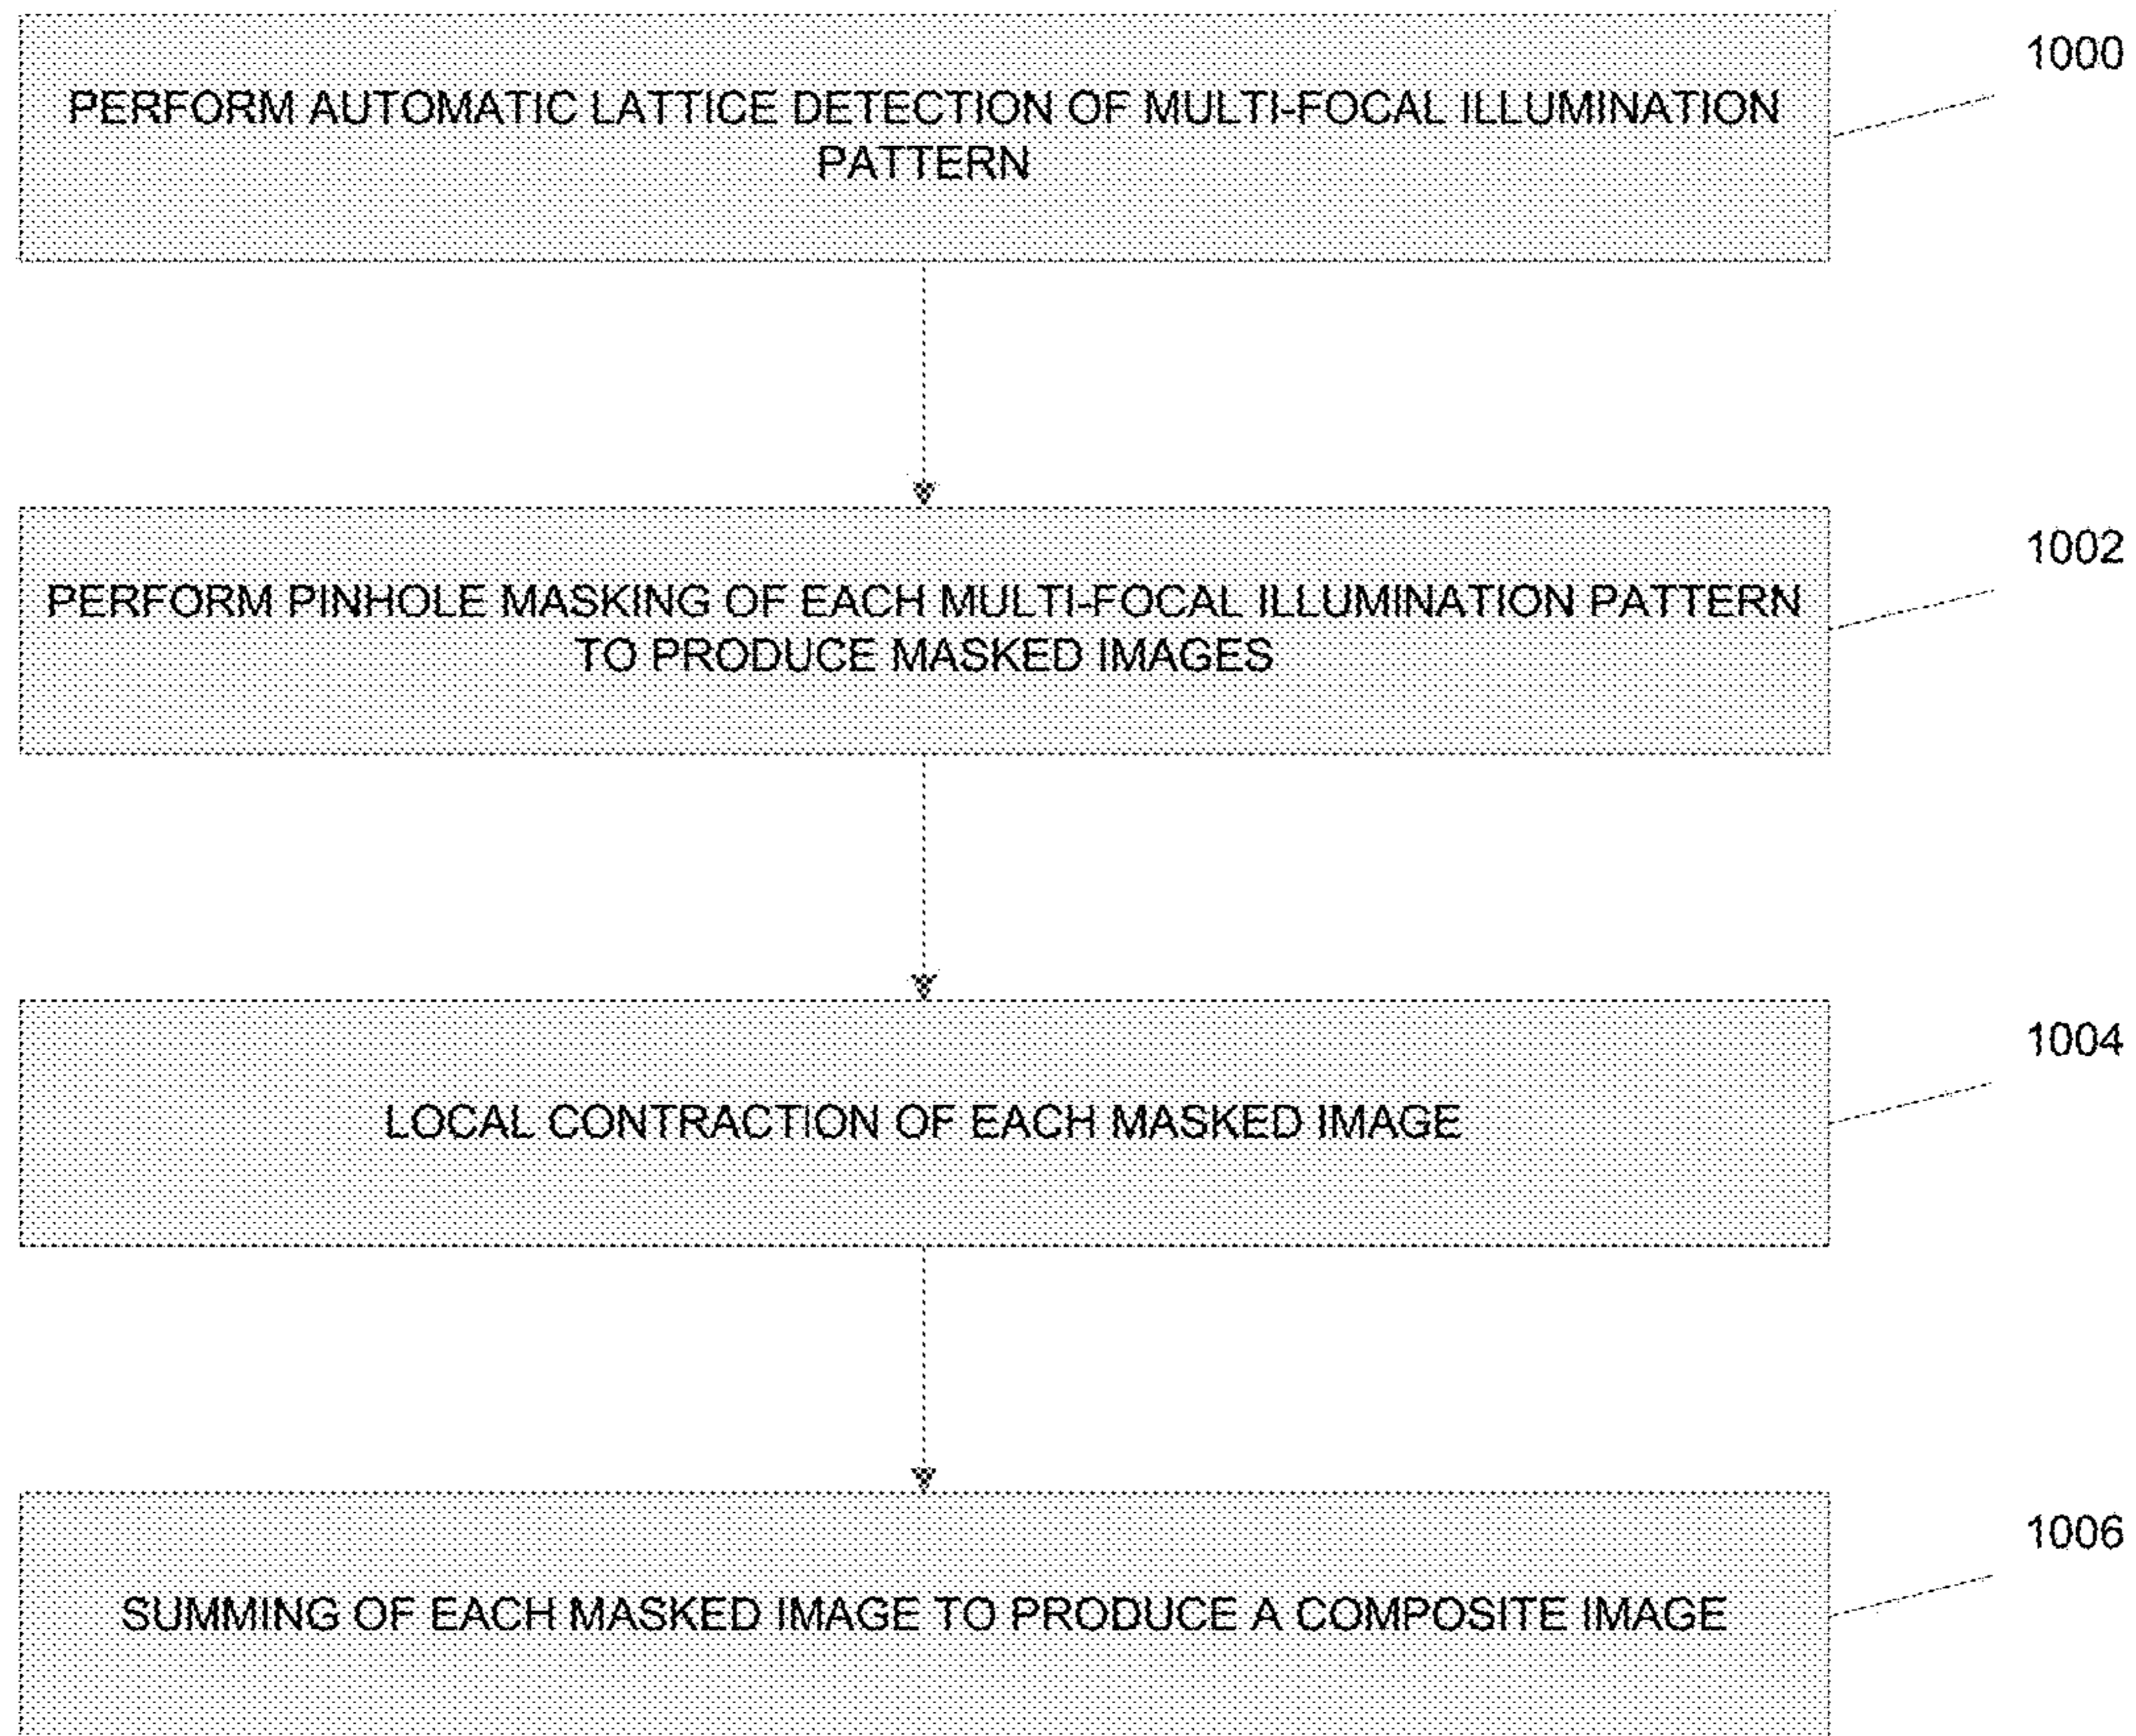 1000
PERFORM AUTOMATIC LATTICE DETECTION OF MULTI-FOCAL ILLUMINATION
PATTERN
1002
PERFORM PINHOLE MASKING OF EACH MULTI-FOCAL ILLUMINATION PATTERN
TO PRODUCE MASKED IMAGES
1004
LOCAL CONTRACTION OF EACH MASKED IMAGE
1006
SUMMING OF EACH MASKED IMAGE TO PRODUCE A COMPOSITE IMAGE